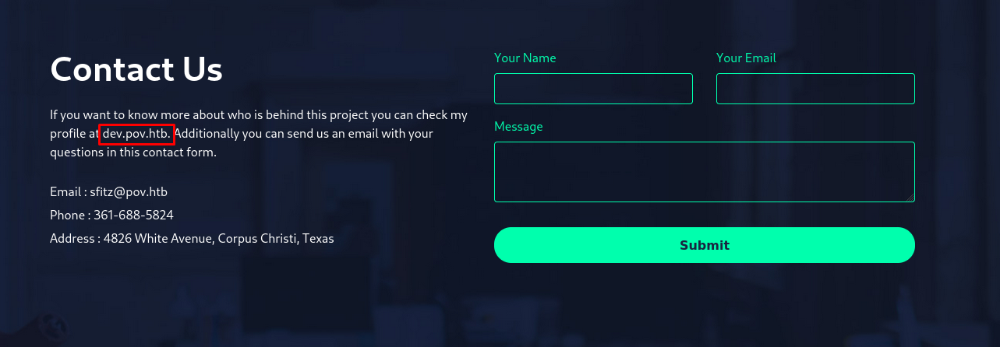 Contact Us
If you want to know more about who is behind this project you can check my
profile at dev.pov.htb. Additionally you can send us an email with your
questions in this contact form.
Email : sfitz@pov.htb
Phone : 361-688-5824
Address : 4826 White Avenue, Corpus Christi, Texas
Your Name
Your Email
Message
Submit